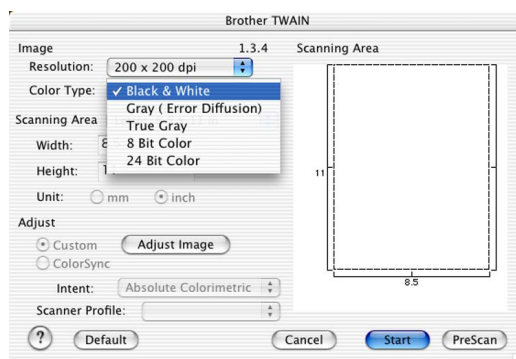 Brother TWAIN
Image 1.3.4 Scanning Area
Resolution: 200 x 200 dpi
Color Type: ✓ Black & White
Gray ( Error Diffusion)
True Gray
8 Bit Color
24 Bit Color
Scanning Area
Width: 8
Height:
Unit: mm inch
Adjust
Custom Adjust Image
ColorSync
Intent: Absolute Colorimetric
Scanner Profile:
11
8.5
? Default Cancel Start PreScan